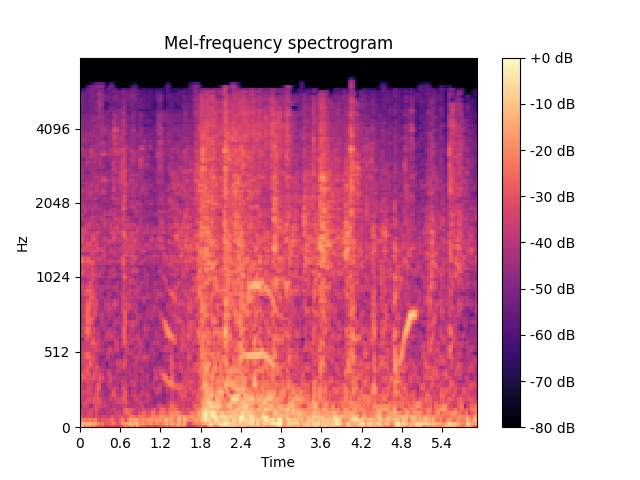 Mel-frequency spectrogram
+0 dB
-10 dB
-20 dB
-30 dB
-40 dB
-50 dB
-60 dB
-70 dB
-80 dB
4096
2048
1024
512
0
Hz
0 0.6 1.2 1.8 2.4 3 3.6 4.2 4.8 5.4
Time